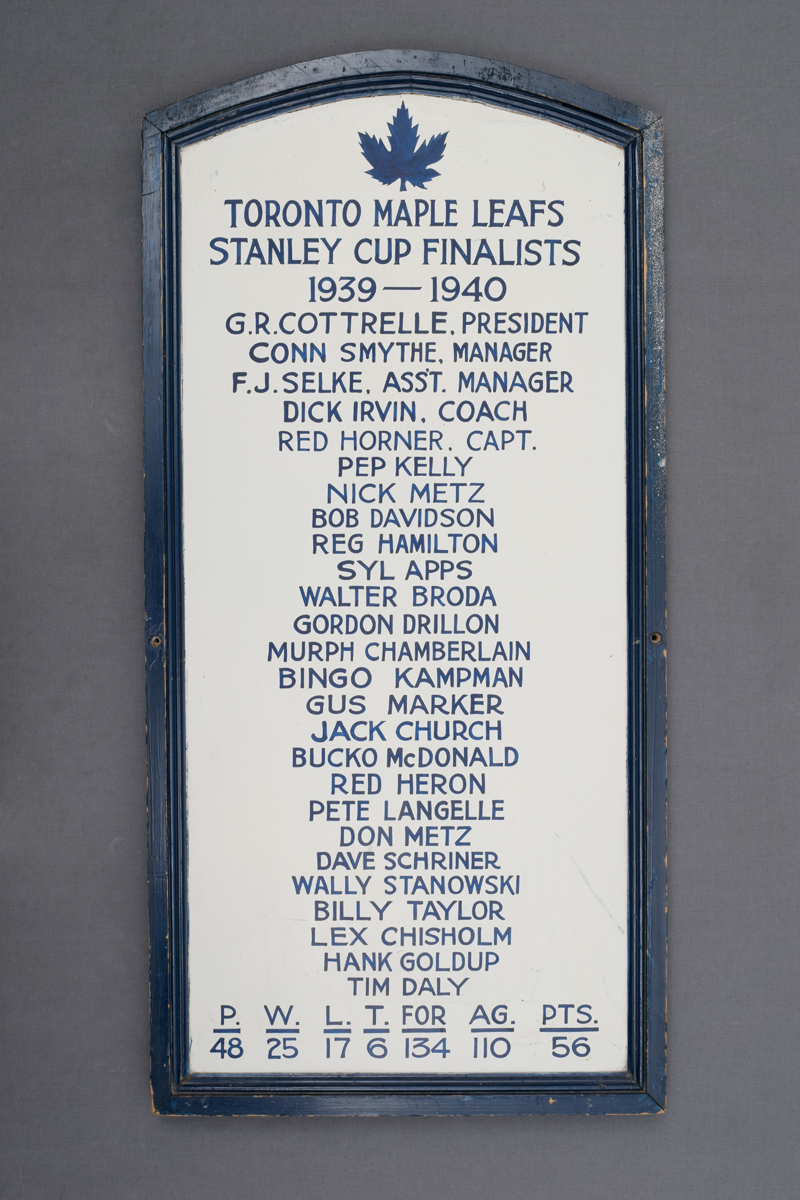 TORONTO MAPLE LEAFS
STANLEY CUP FINALISTS
1939 — 1940
G.R.COTTRELLE, PRESIDENT
CONN SMYTHE, MANAGER
F.J. SELKE, ASS'T. MANAGER
DICK IRVIN, COACH
RED HORNER, CAPT.
PEP KELLY
NICK METZ
BOB DAVIDSON
REG HAMILTON
SYL APPS
WALTER BRODA
GORDON DRILLON
MURPH CHAMBERLAIN
BINGO KAMPMAN
GUS MARKER
JACK CHURCH
BUCKO McDONALD
RED HERON
PETE LANGELLE
DON METZ
DAVE SCHRINER
WALLY STANOWSKI
BILLY TAYLOR
LEX CHISHOLM
HANK GOLDUP
TIM DALY
P. W. L. T. FOR AG. PTS.
48 25 17 6 134 110 56